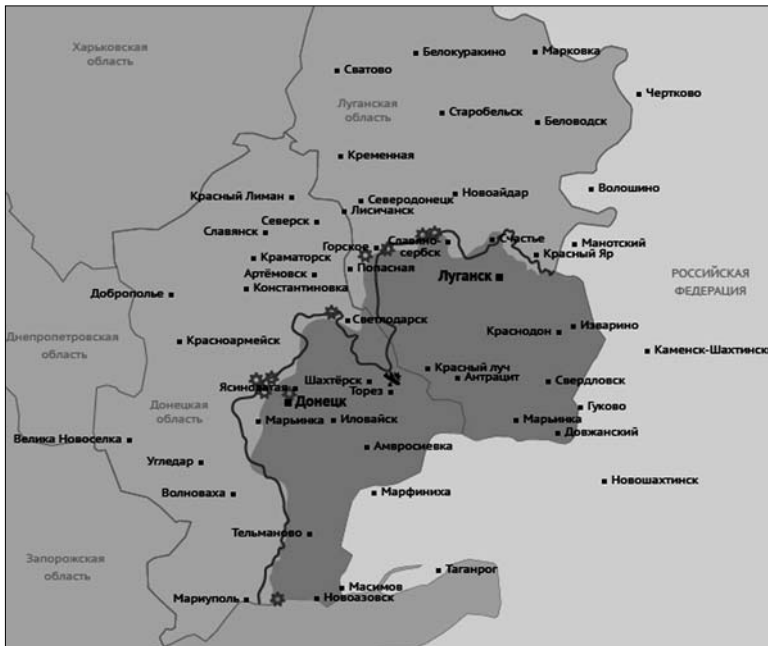 Харьковская
область
Белокуракино
Марковка
Сватово
Чертково
Луганская
область
Старобельск
Беловодск
Кременная
Волошино
Красный Лиман
Новоайдар
Северодонецк
Лисичанск
Северск
Славянск
Горское
Славяно-
сербск
Счастье
Манотский
Красный Яр
Краматорск
Попасная
Артёмовск
Луганск
РОССИЙСКАЯ
ФЕДЕРАЦИЯ
Константиновка
Доброполье
Светлодарск
Изварино
Краснодон
Днепропетровская
область
Красноармейск
Каменск-Шахтинск
Красный луч
Антрацит
Свердловск
Шахтёрск
Ясиноватая
Торез
Донецк
Гуково
Донецкая
область
Марьинка
Иловайск
Марьинка
Довжанский
Велика Новоселка
Амвросиевка
Угледар
Новошахтинск
Волноваха
Марфиниха
Тельманово
Запорожская
область
Таганрог
Масимов
Мариуполь
Новоазовск